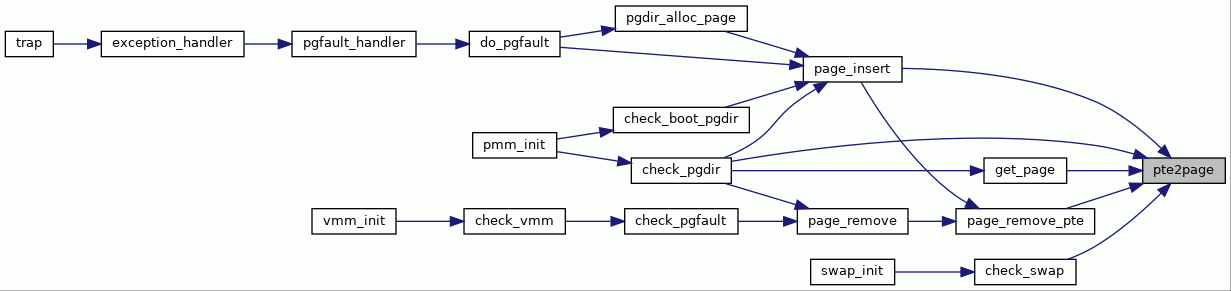 pgdir_alloc_page
trap
exception_handler
pgfault_handler
do_pgfault
page_insert
check_boot_pgdir
pmm_init
check_pgdir
get_page
pte2page
vmm_init
check_vmm
check_pgfault
page_remove
page_remove_pte
swap_init
check_swap